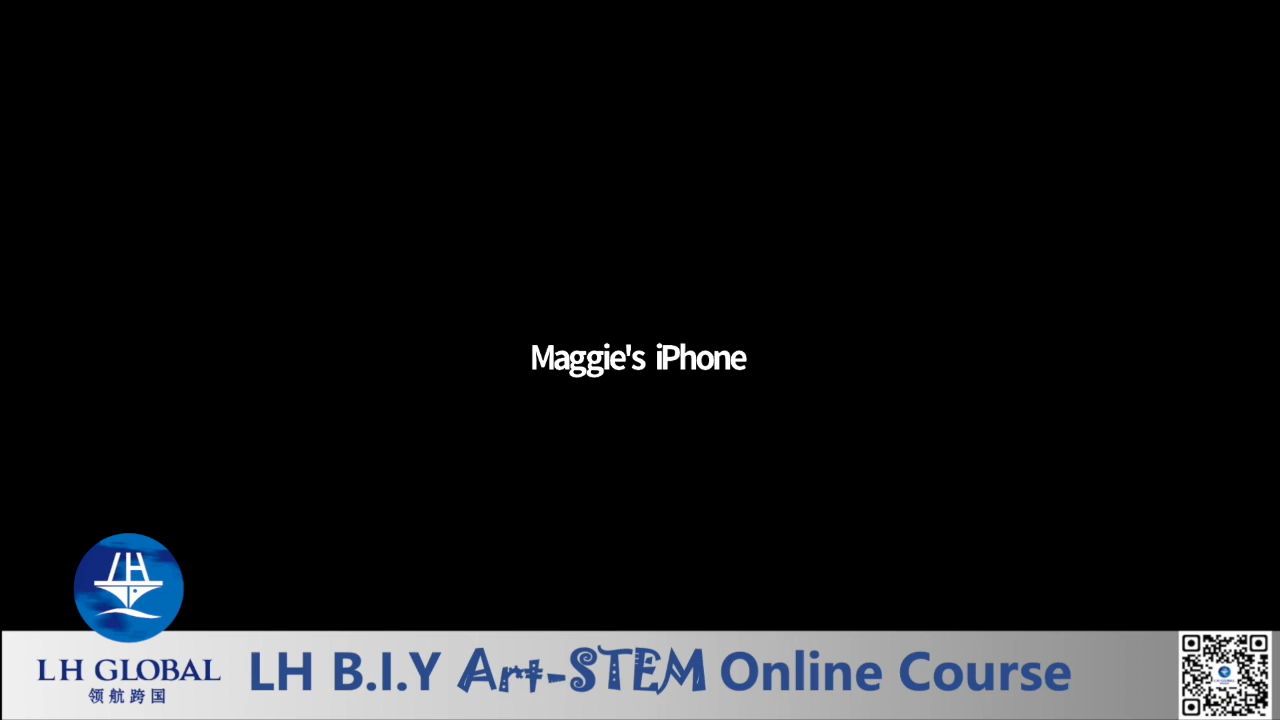 Maggie's iPhone
LH
LH GLOBAL
领航跨国
LH B.I.Y Art-STEM Online Course